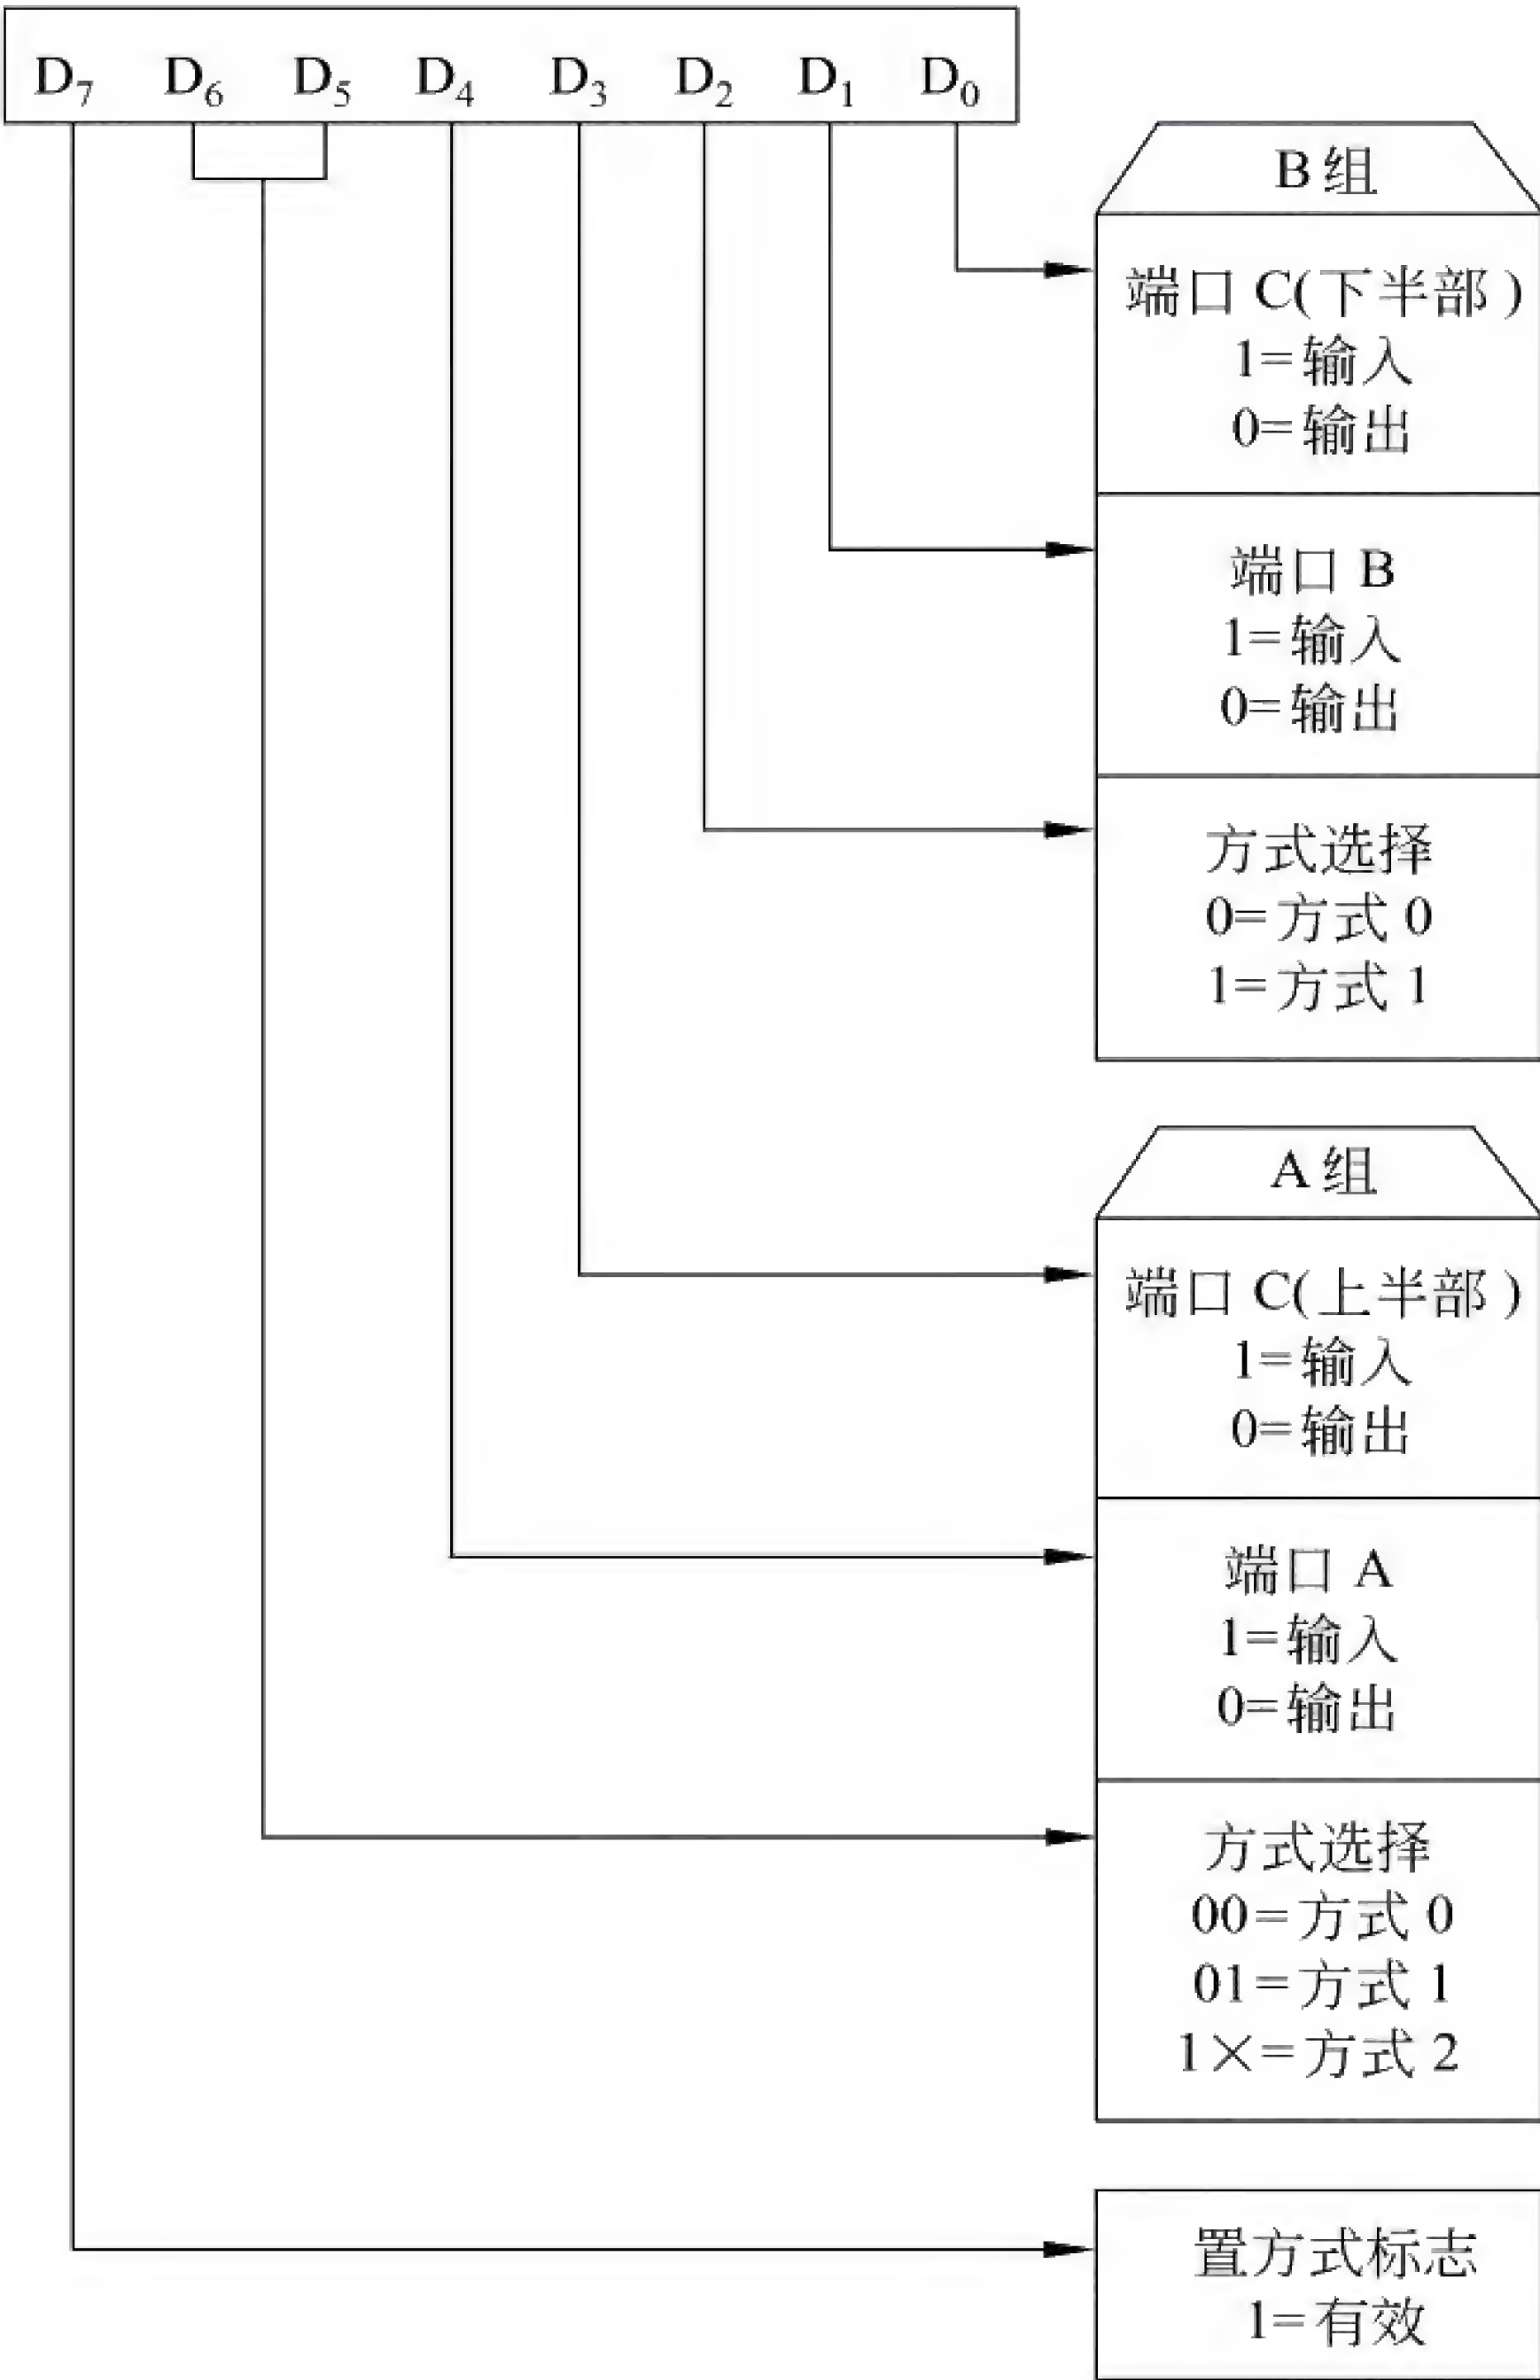 D₇ D₆ D₅ D₄ D₃ D₂ D₁ D₀
B组
端口 C(下半部)
1=输入
0=输出
端口 B
1=输入
0=输出
方式选择
0=方式 0
1=方式 1
A组
端口 C(上半部)
1=输入
0=输出
端口 A
1=输入
0=输出
方式选择
00=方式 0
01=方式 1
1×=方式 2
置方式标志
1=有效